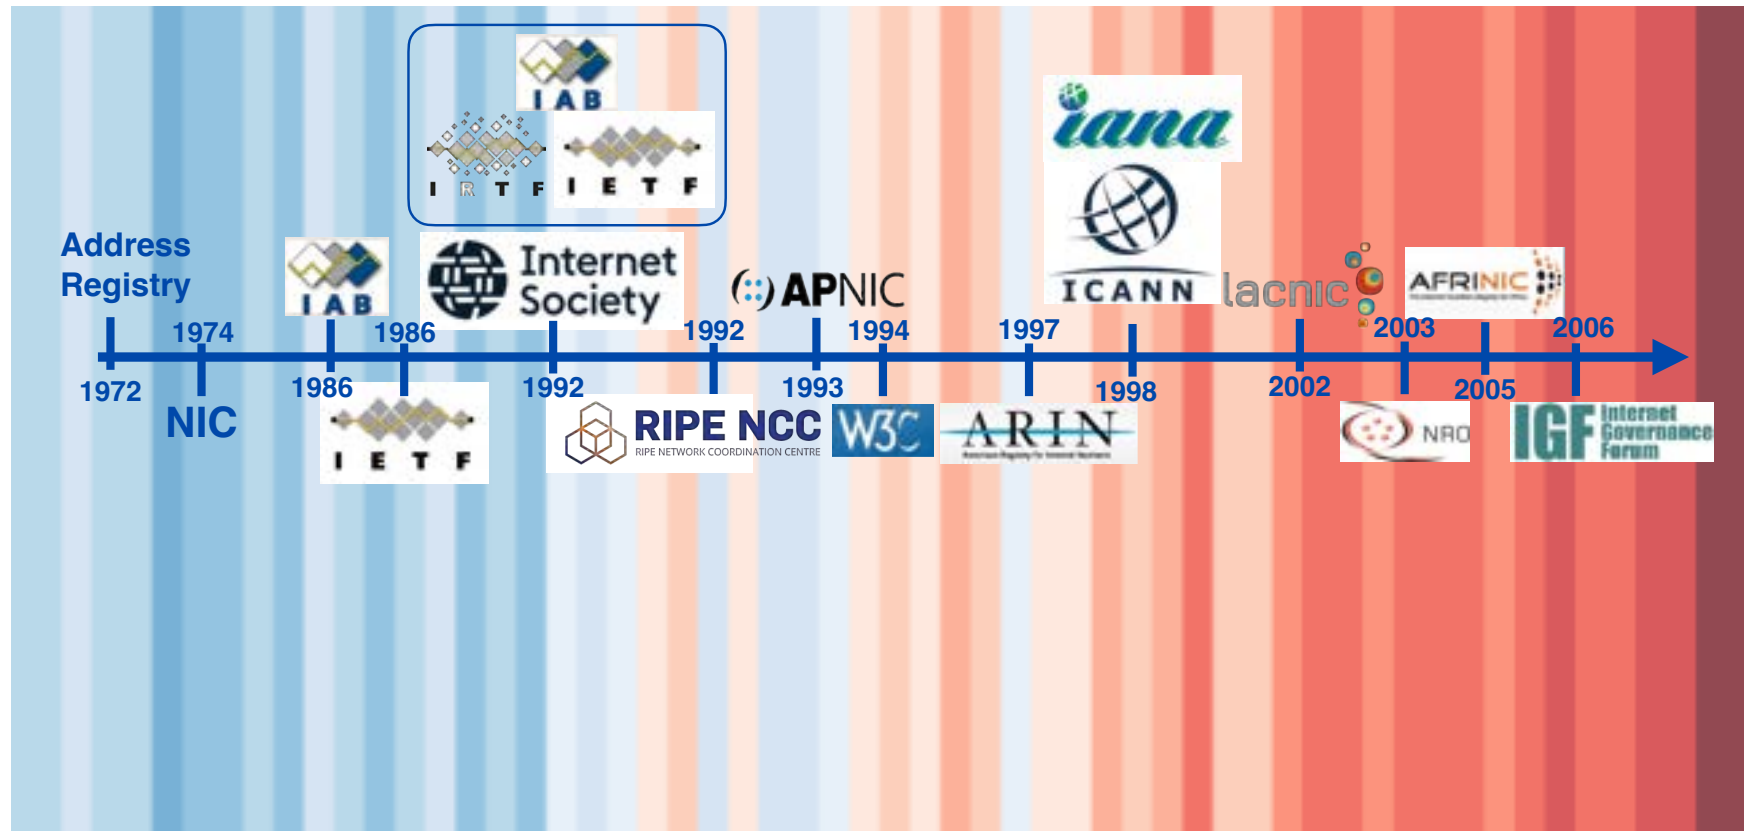 IAB
IRTF
IETF
iana
ICANN
Address
Registry
IAB
Internet
Society
APNIC
lacnic
AFRINIC
1974
1986
1992
1994
1997
2003
2006
1972
1986
1992
1993
1998
2002
2005
NIC
IETF
RIPE NCC
RIPE NETWORK COORDINATION CENTRE
W3C
ARIN
NRO
IGF
Internet
Governance
Forum